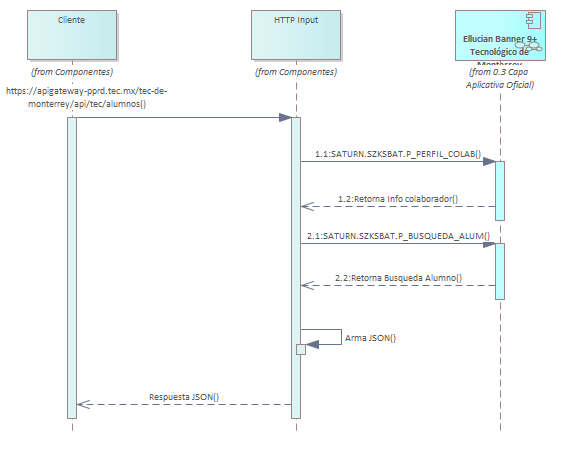 Cliente
HTTP Input
Ellucian Banner 9+
Tecnológico de
Monterrey
(from Componentes)
(from Componentes)
(from 0.3 Capa
Aplicativa Oficial)
https://apigateway-pprd.tec.mx/tec-de-
monterrey/api/tec/alumnos()
1.1:SATURN.SZKSBAT.P_PERFIL_COLAB()
1.2:Retorna Info colaborador()
2.1:SATURN.SZKSBAT.P_BUSQUEDA_ALUM()
2.2:Retorna Busqueda Alumno()
Arma JSON()
Respuesta JSON()